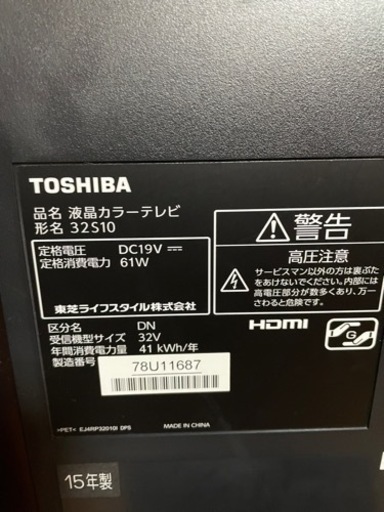 TOSHIBA
品名 液晶カラーテレビ
形名 32S10
定格電圧 DC19V ⎓
定格消費電力 61W
東芝ライフスタイル株式会社
区分名 DN
受信機型サイズ 32V
年間消費電力量 41 kWh/年
製造番号 78U11687
⚠警告
高圧注意
サービスマン以外の方は裏ぶた
をあけないでください。内部には
高電圧部分が多数あり、万一
さわると危険です。
HDMI
G
>PET< EJ4RP32010I DPS
MADE IN CHINA
15年製